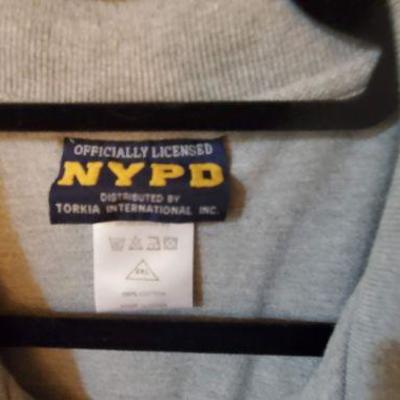 OFFICIALLY LICENSED
NYPD
DISTRIBUTED BY
TORKIA INTERNATIONAL INC.
100% COTTON